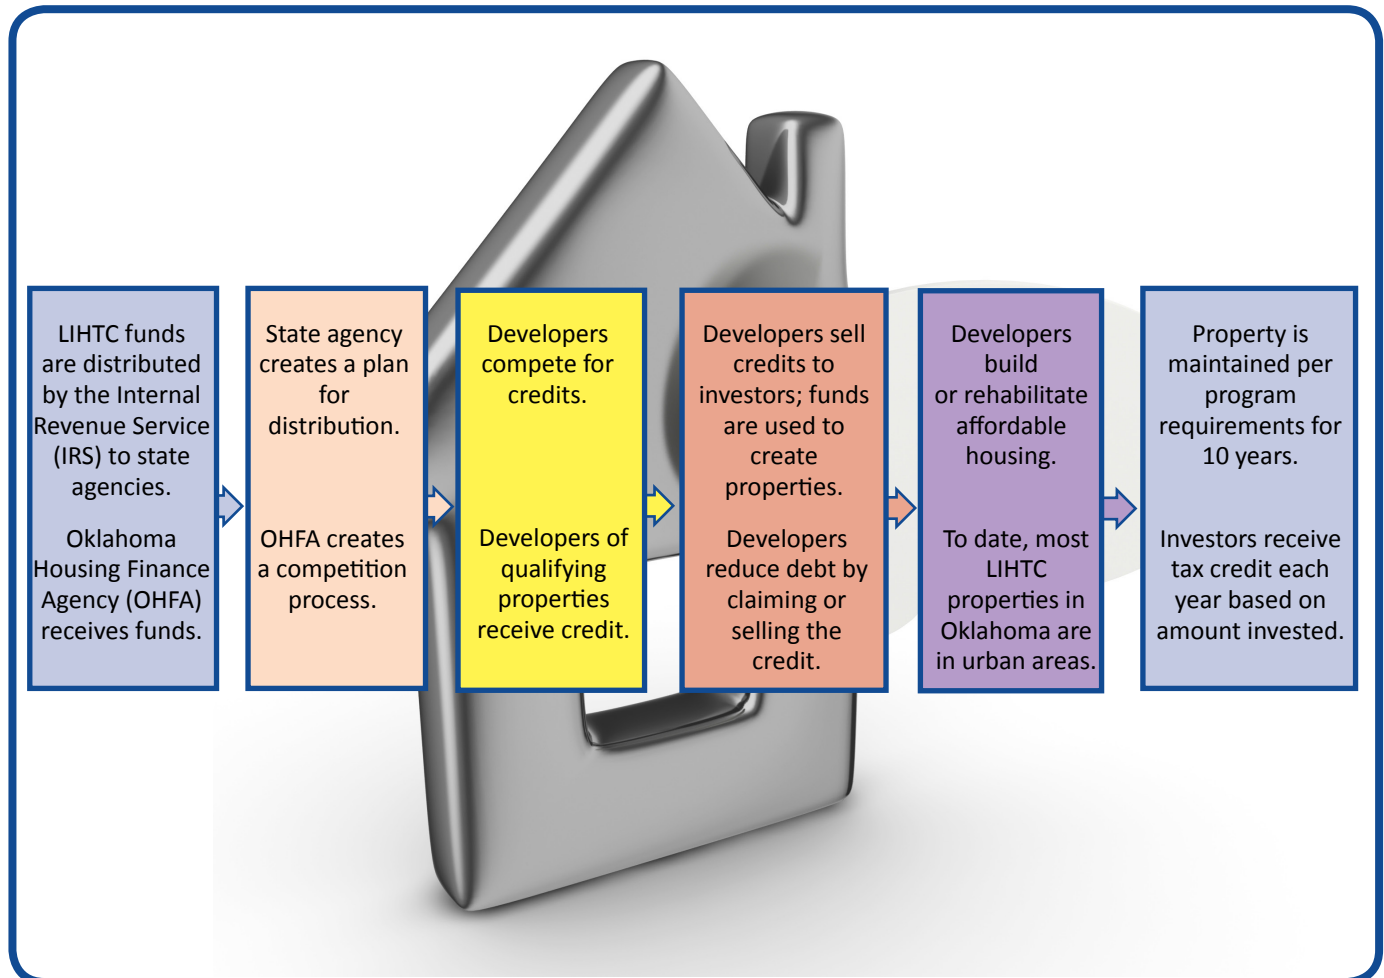 LIHTC funds
are distributed
by the Internal
Revenue Service
(IRS) to state
agencies.
Oklahoma
Housing Finance
Agency (OHFA)
receives funds.
State agency
creates a plan
for
distribution.
OHFA creates
a competition
process.
Developers
compete for
credits.
Developers of
qualifying
properties
receive credit.
Developers sell
credits to
investors; funds
are used to
create
properties.
Developers
reduce debt by
claiming or
selling the
credit.
Developers
build
or rehabilitate
affordable
housing.
To date, most
LIHTC
properties in
Oklahoma are
in urban areas.
Property is
maintained per
program
requirements for
10 years.
Investors receive
tax credit each
year based on
amount invested.